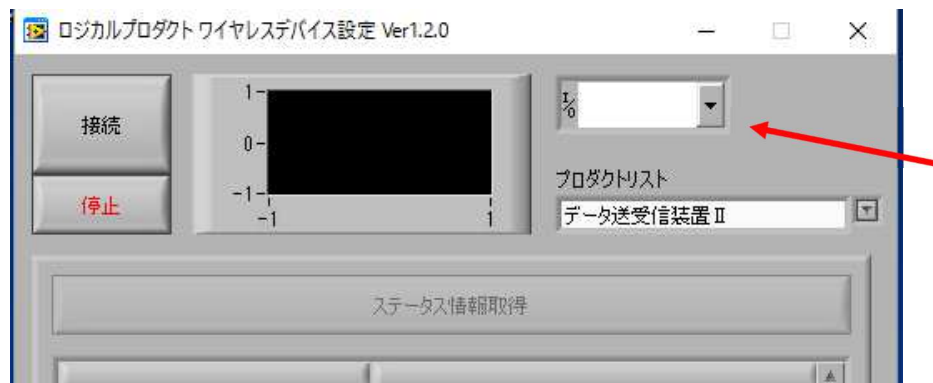 ロジカルプロダクト ワイヤレスデバイス設定 Ver1.2.0
接続
停止
1
0
-1
-1
1
I/O
プロダクトリスト
データ送受信装置Ⅱ
ステータス情報取得